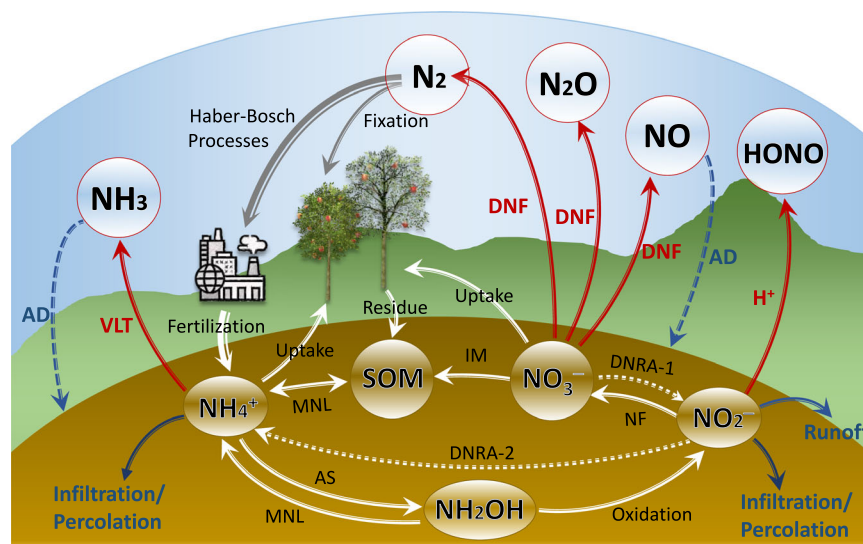 N₂
N₂O
NO
HONO
Haber-Bosch
Processes
Fixation
NH₃
DNF
DNF
DNF
AD
AD
VLT
H⁺
Fertilization
Uptake
Residue
Uptake
SOM
IM
NO₃⁻
DNRA-1
NH₄⁺
MNL
NF
NO₂⁻
Runoff
DNRA-2
AS
MNL
NH₂OH
Oxidation
Infiltration/
Percolation
Infiltration/
Percolation